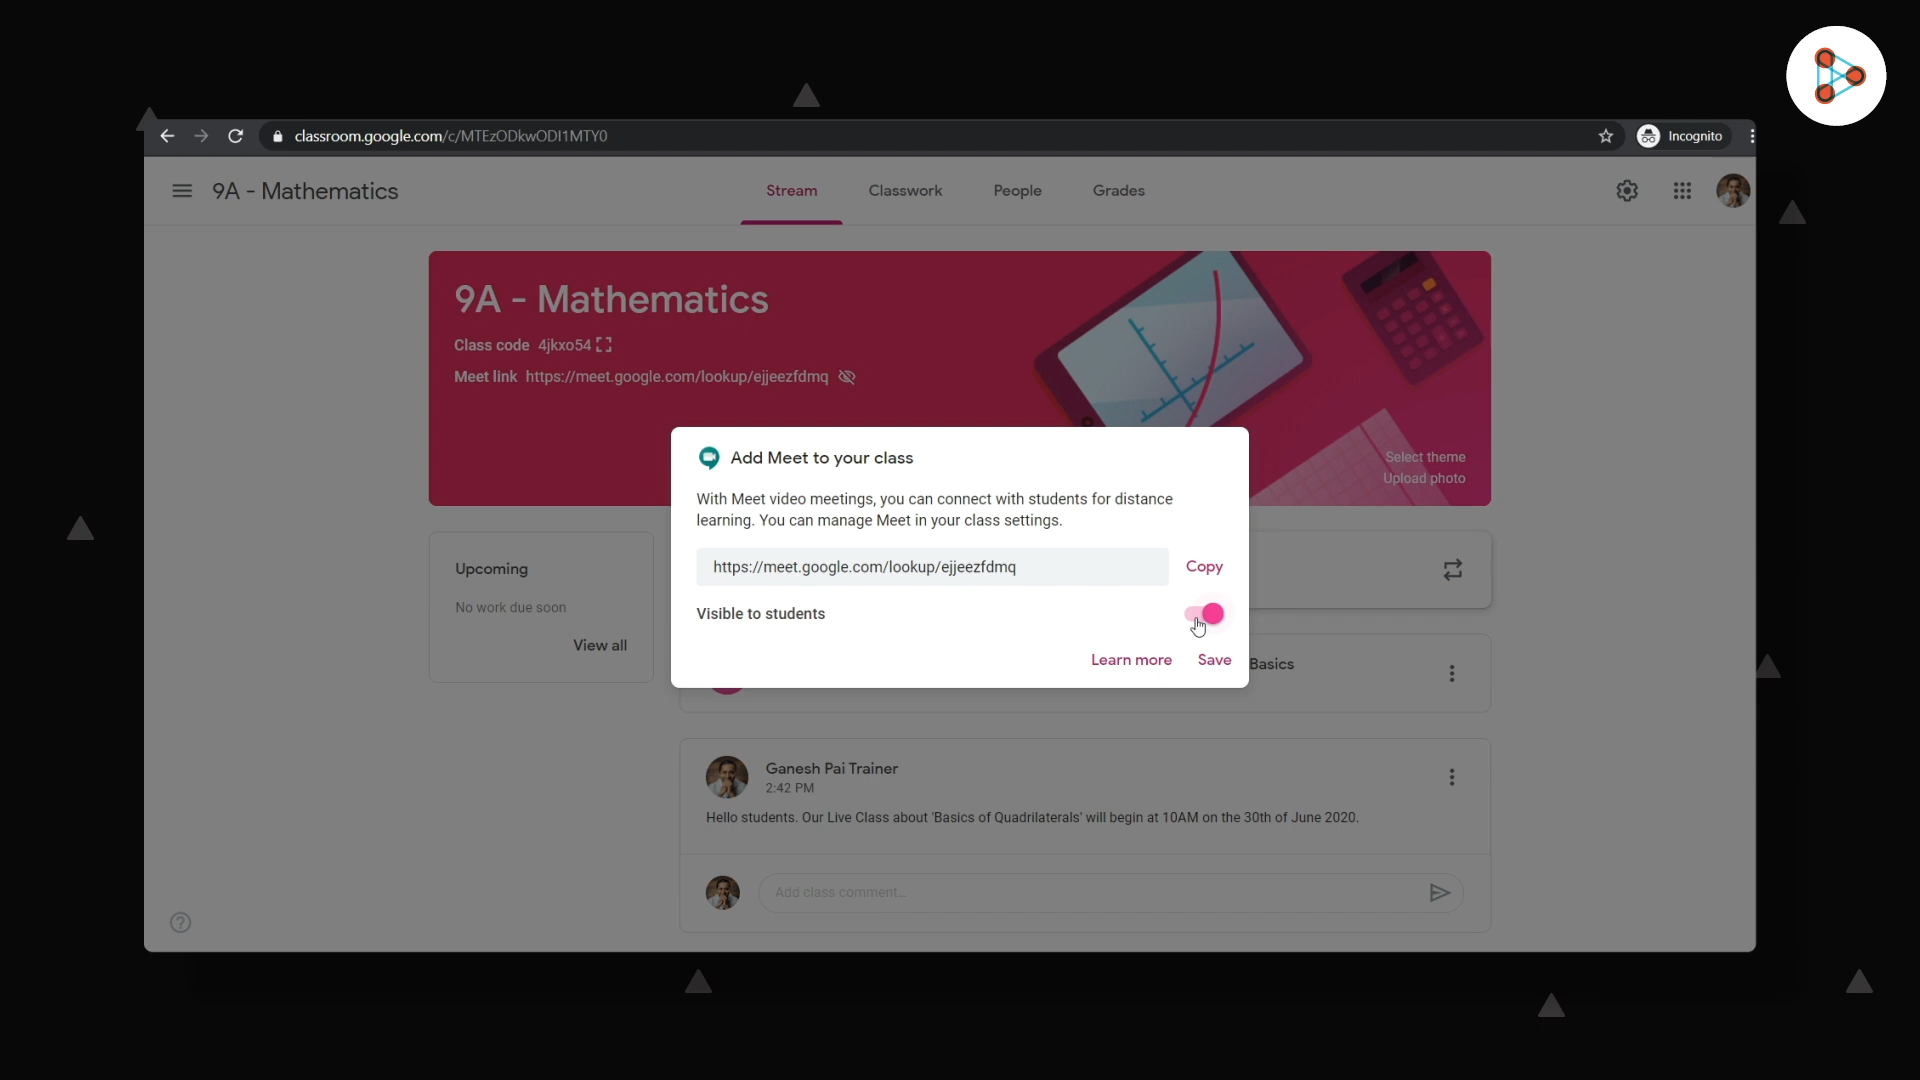 classroom.google.com/c/MTEzODkwODI1MTY0
Incognito
9A - Mathematics
Stream
Classwork
People
Grades
9A - Mathematics
Class code 4jkxo54
Meet link https://meet.google.com/lookup/ejjeezfdmq
Select theme
Upload photo
Add Meet to your class
With Meet video meetings, you can connect with students for distance
learning. You can manage Meet in your class settings.
https://meet.google.com/lookup/ejjeezfdmq
Copy
Visible to students
Learn more
Save
Upcoming
No work due soon
View all
Basics
Ganesh Pai Trainer
2:42 PM
Hello students. Our Live Class about 'Basics of Quadrilaterals' will begin at 10AM on the 30th of June 2020.
Add class comment...